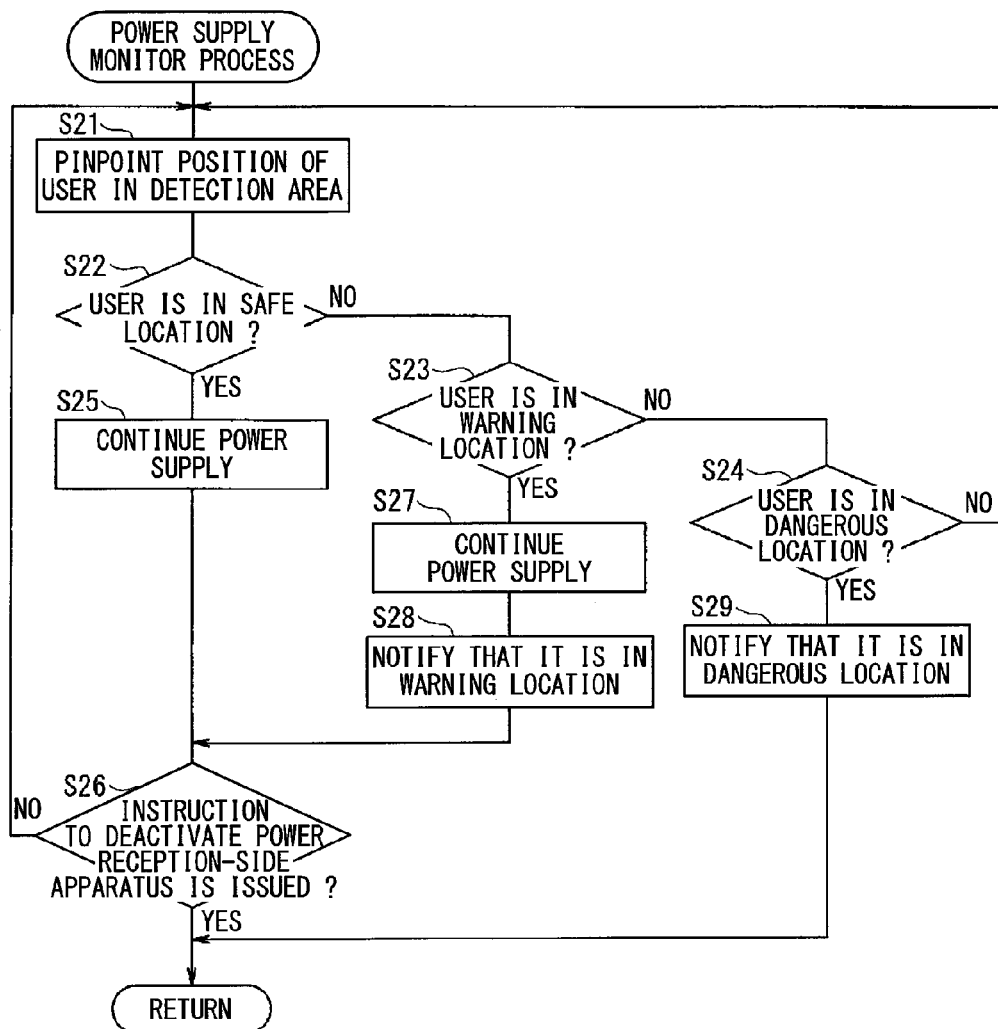 POWER SUPPLY
MONITOR PROCESS
S21
PINPOINT POSITION OF
USER IN DETECTION AREA
S22
USER IS IN SAFE
LOCATION ?
NO
YES
S23
USER IS IN
WARNING
LOCATION ?
NO
YES
S24
USER IS IN
DANGEROUS
LOCATION ?
NO
YES
S25
CONTINUE POWER
SUPPLY
S27
CONTINUE
POWER SUPPLY
S28
NOTIFY THAT IT IS IN
WARNING LOCATION
S29
NOTIFY THAT IT IS IN
DANGEROUS LOCATION
S26
INSTRUCTION
TO DEACTIVATE POWER
RECEPTION-SIDE
APPARATUS IS ISSUED ?
NO
YES
RETURN